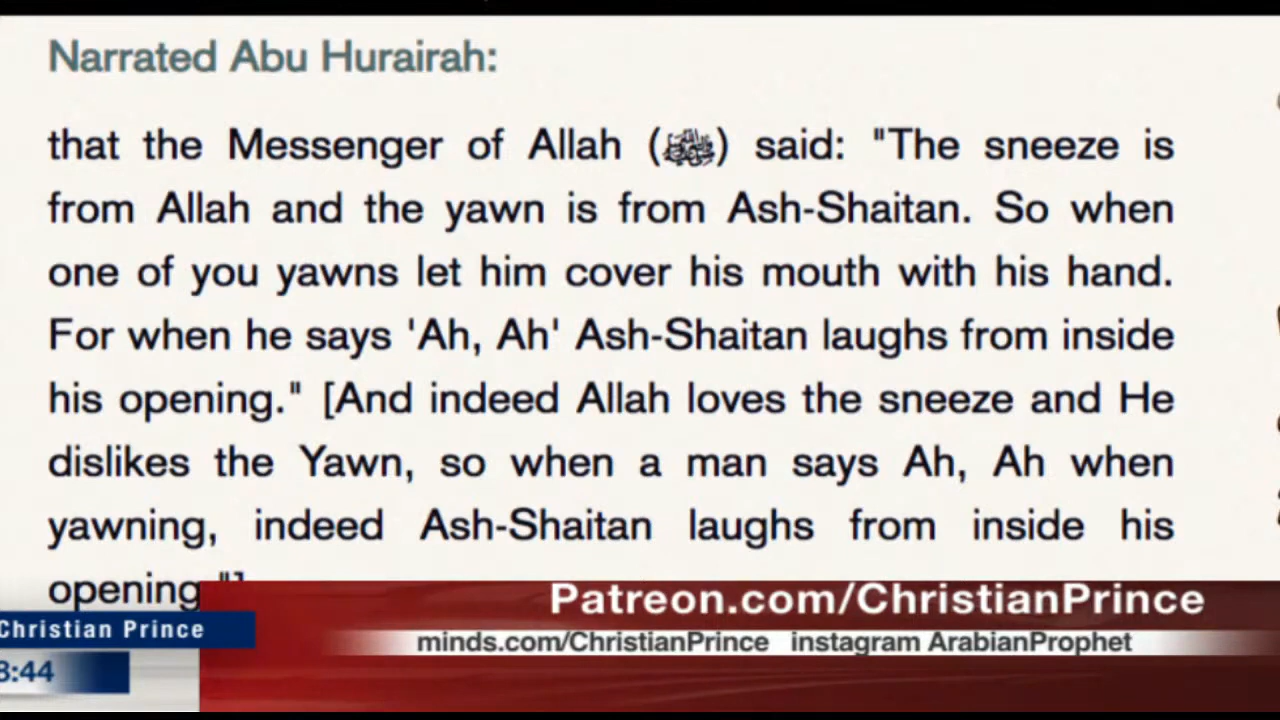 Narrated Abu Hurairah:
that the Messenger of Allah (ﷺ) said: "The sneeze is
from Allah and the yawn is from Ash-Shaitan. So when
one of you yawns let him cover his mouth with his hand.
For when he says 'Ah, Ah' Ash-Shaitan laughs from inside
his opening." [And indeed Allah loves the sneeze and He
dislikes the Yawn, so when a man says Ah, Ah when
yawning, indeed Ash-Shaitan laughs from inside his
opening."]
Patreon.com/ChristianPrince
Christian Prince
minds.com/ChristianPrince instagram ArabianProphet
8:44